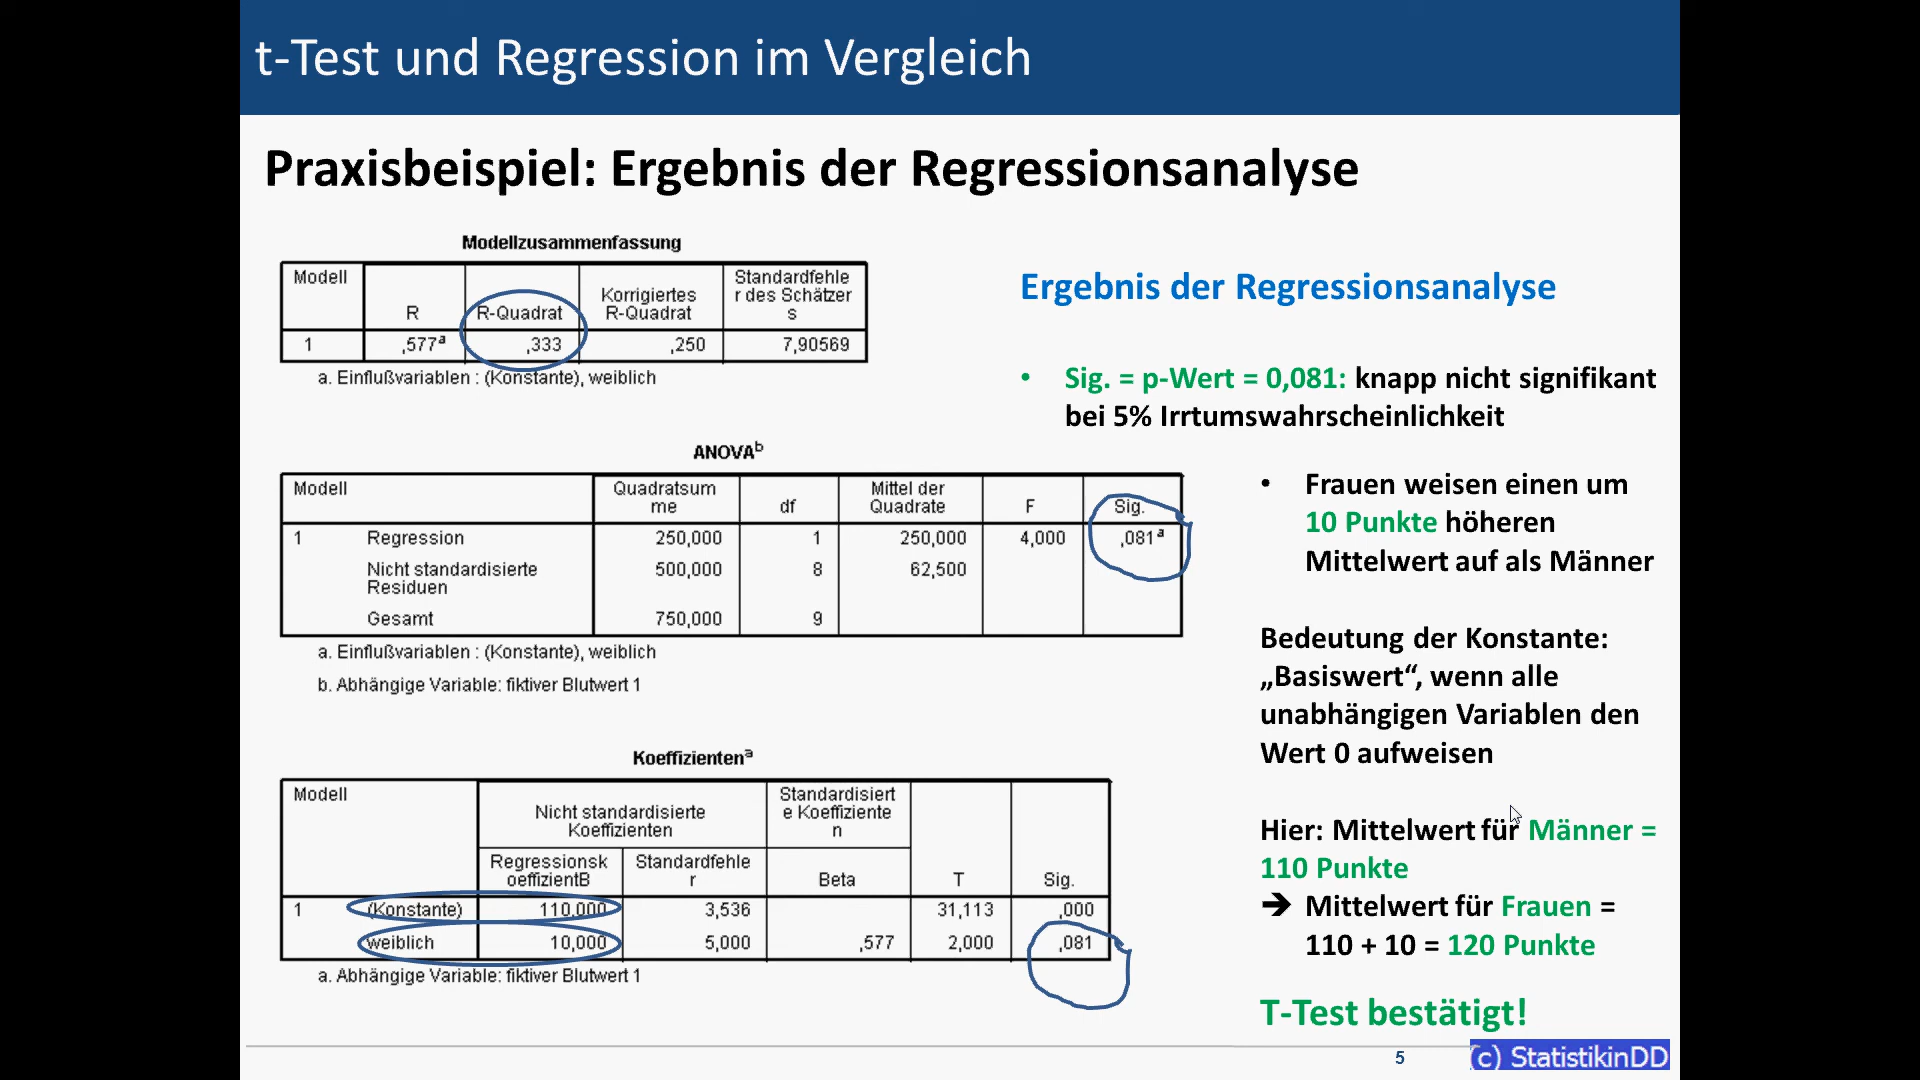 t-Test und Regression im Vergleich
Praxisbeispiel: Ergebnis der Regressionsanalyse
Modellzusammenfassung
Modell R R-Quadrat Korrigiertes R-Quadrat Standardfehle r des Schätzer s
1 ,577a ,333 ,250 7,90569
a. Einflußvariablen : (Konstante), weiblich
ANOVAb
Modell Quadratsum me df Mittel der Quadrate F Sig.
1 Regression 250,000 1 250,000 4,000 ,081a
Nicht standardisierte Residuen 500,000 8 62,500
Gesamt 750,000 9
a. Einflußvariablen : (Konstante), weiblich
b. Abhängige Variable: fiktiver Blutwert 1
Koeffizientena
Modell Nicht standardisierte Koeffizienten Standardisiert e Koeffiziente n T Sig.
Regressionsk oeffizientB Standardfehle r Beta
1 (Konstante) 110,000 3,536 31,113 ,000
weiblich 10,000 5,000 ,577 2,000 ,081
a. Abhängige Variable: fiktiver Blutwert 1
Ergebnis der Regressionsanalyse
• Sig. = p-Wert = 0,081: knapp nicht signifikant
bei 5% Irrtumswahrscheinlichkeit
• Frauen weisen einen um
10 Punkte höheren
Mittelwert auf als Männer
Bedeutung der Konstante:
„Basiswert“, wenn alle
unabhängigen Variablen den
Wert 0 aufweisen
Hier: Mittelwert für Männer =
110 Punkte
➔ Mittelwert für Frauen =
110 + 10 = 120 Punkte
T-Test bestätigt!
5
(c) StatistikinDD